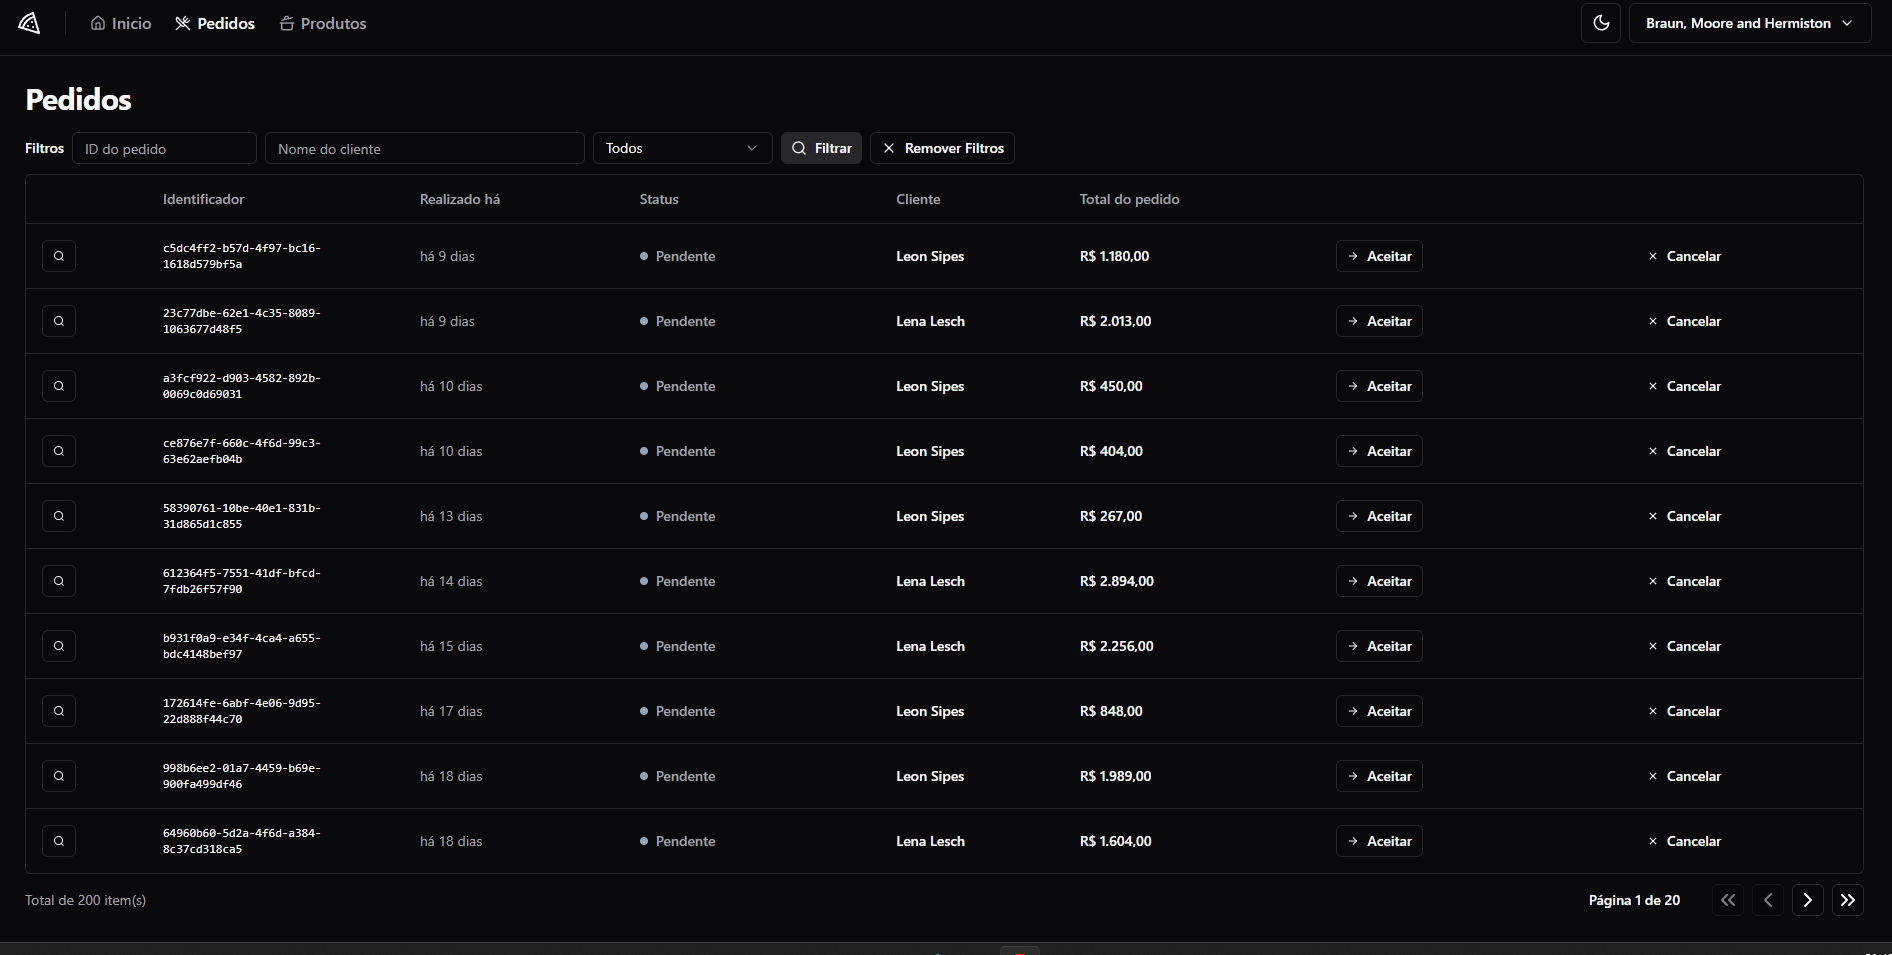 Inicio Pedidos Produtos Braun, Moore and Hermiston
Pedidos
Filtros ID do pedido Nome do cliente Todos Filtrar Remover Filtros
Identificador Realizado há Status Cliente Total do pedido
c5dc4ff2-b57d-4f97-bc16-
1618d579bf5a há 9 dias Pendente Leon Sipes R$ 1.180,00 Aceitar Cancelar
23c77dbe-62e1-4c35-8089-
1063677d48f5 há 9 dias Pendente Lena Lesch R$ 2.013,00 Aceitar Cancelar
a3fcf922-d903-4582-892b-
0069c0d69031 há 10 dias Pendente Leon Sipes R$ 450,00 Aceitar Cancelar
ce876e7f-660c-4f6d-99c3-
63e62aefb04b há 10 dias Pendente Leon Sipes R$ 404,00 Aceitar Cancelar
58390761-10be-40e1-831b-
31d865d1c855 há 13 dias Pendente Leon Sipes R$ 267,00 Aceitar Cancelar
612364f5-7551-41df-bfcd-
7fdb26f57f90 há 14 dias Pendente Lena Lesch R$ 2.894,00 Aceitar Cancelar
b931f0a9-e34f-4ca4-a655-
bdc4148bef97 há 15 dias Pendente Lena Lesch R$ 2.256,00 Aceitar Cancelar
172614fe-6abf-4e06-9d95-
22d888f44c70 há 17 dias Pendente Leon Sipes R$ 848,00 Aceitar Cancelar
998b6ee2-01a7-4459-b69e-
900fa499df46 há 18 dias Pendente Leon Sipes R$ 1.989,00 Aceitar Cancelar
64960b60-5d2a-4f6d-a384-
8c37cd318ca5 há 18 dias Pendente Lena Lesch R$ 1.604,00 Aceitar Cancelar
Total de 200 item(s) Página 1 de 20